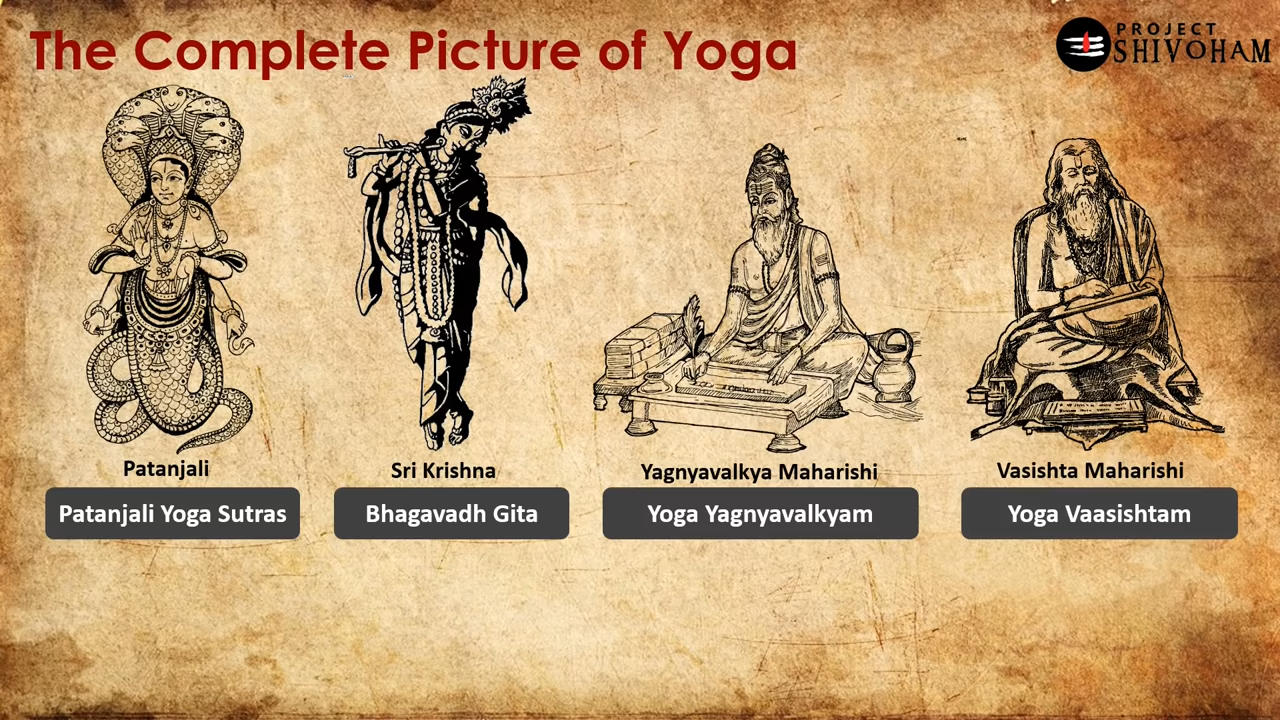 The Complete Picture of Yoga
PROJECT
SHIVOHAM
Patanjali
Sri Krishna
Yagnyavalkya Maharishi
Vasishta Maharishi
Patanjali Yoga Sutras
Bhagavadh Gita
Yoga Yagnyavalkyam
Yoga Vaasishtam